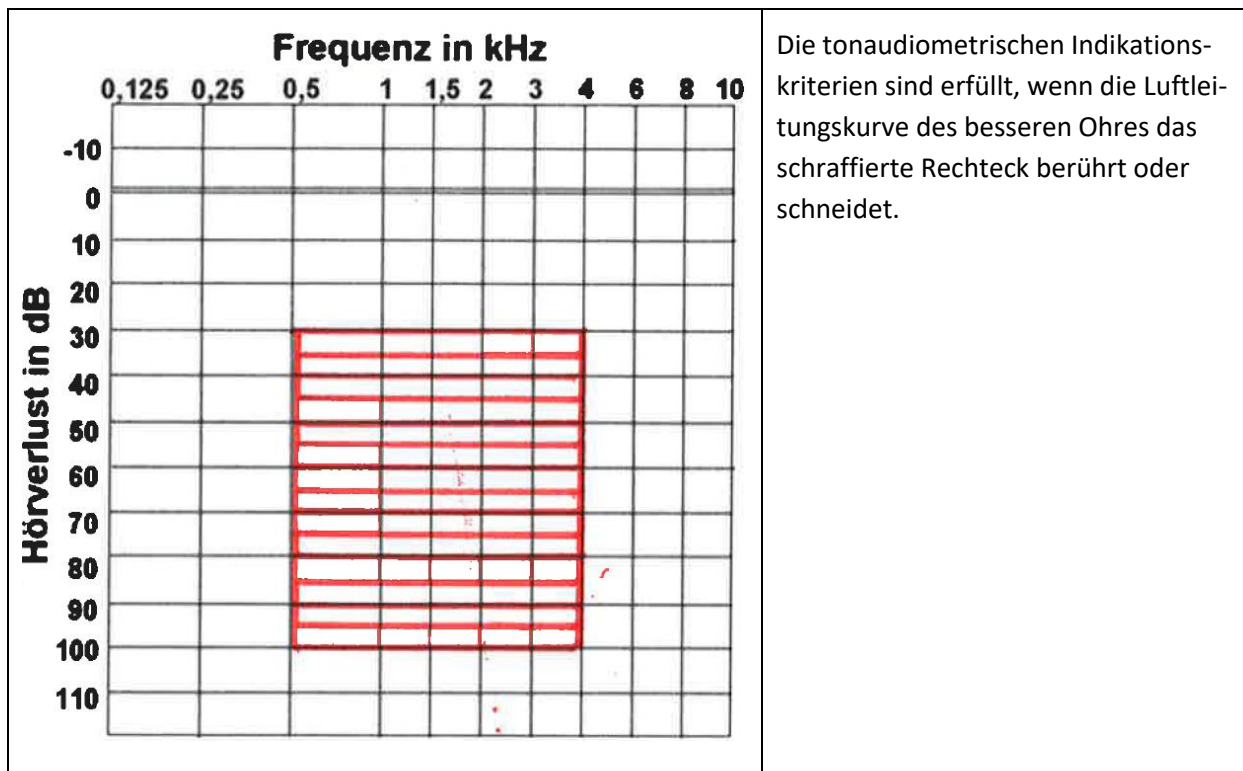 Frequenz in kHz
0,125 0,25 0,5 1 1,5 2 3 4 6 8 10
Hörverlust in dB
-10
0
10
20
30
40
50
60
70
80
90
100
110
Die tonaudiometrischen Indikations-
kriterien sind erfüllt, wenn die Luftlei-
tungskurve des besseren Ohres das
schraffierte Rechteck berührt oder
schneidet.